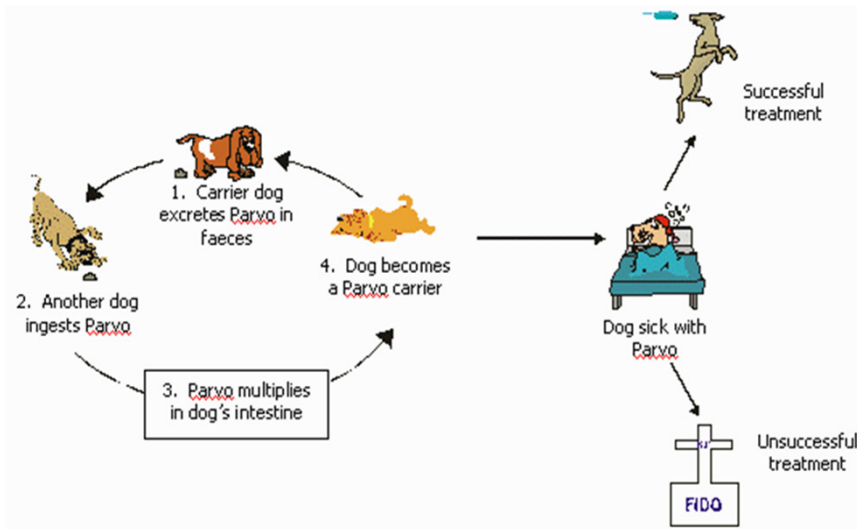 1. Carrier dog
excretes Parvo in
faeces
2. Another dog
ingests Parvo
3. Parvo multiplies
in dog's intestine
4. Dog becomes
a Parvo carrier
Dog sick with
Parvo
Successful
treatment
Unsuccessful
treatment
FIDO